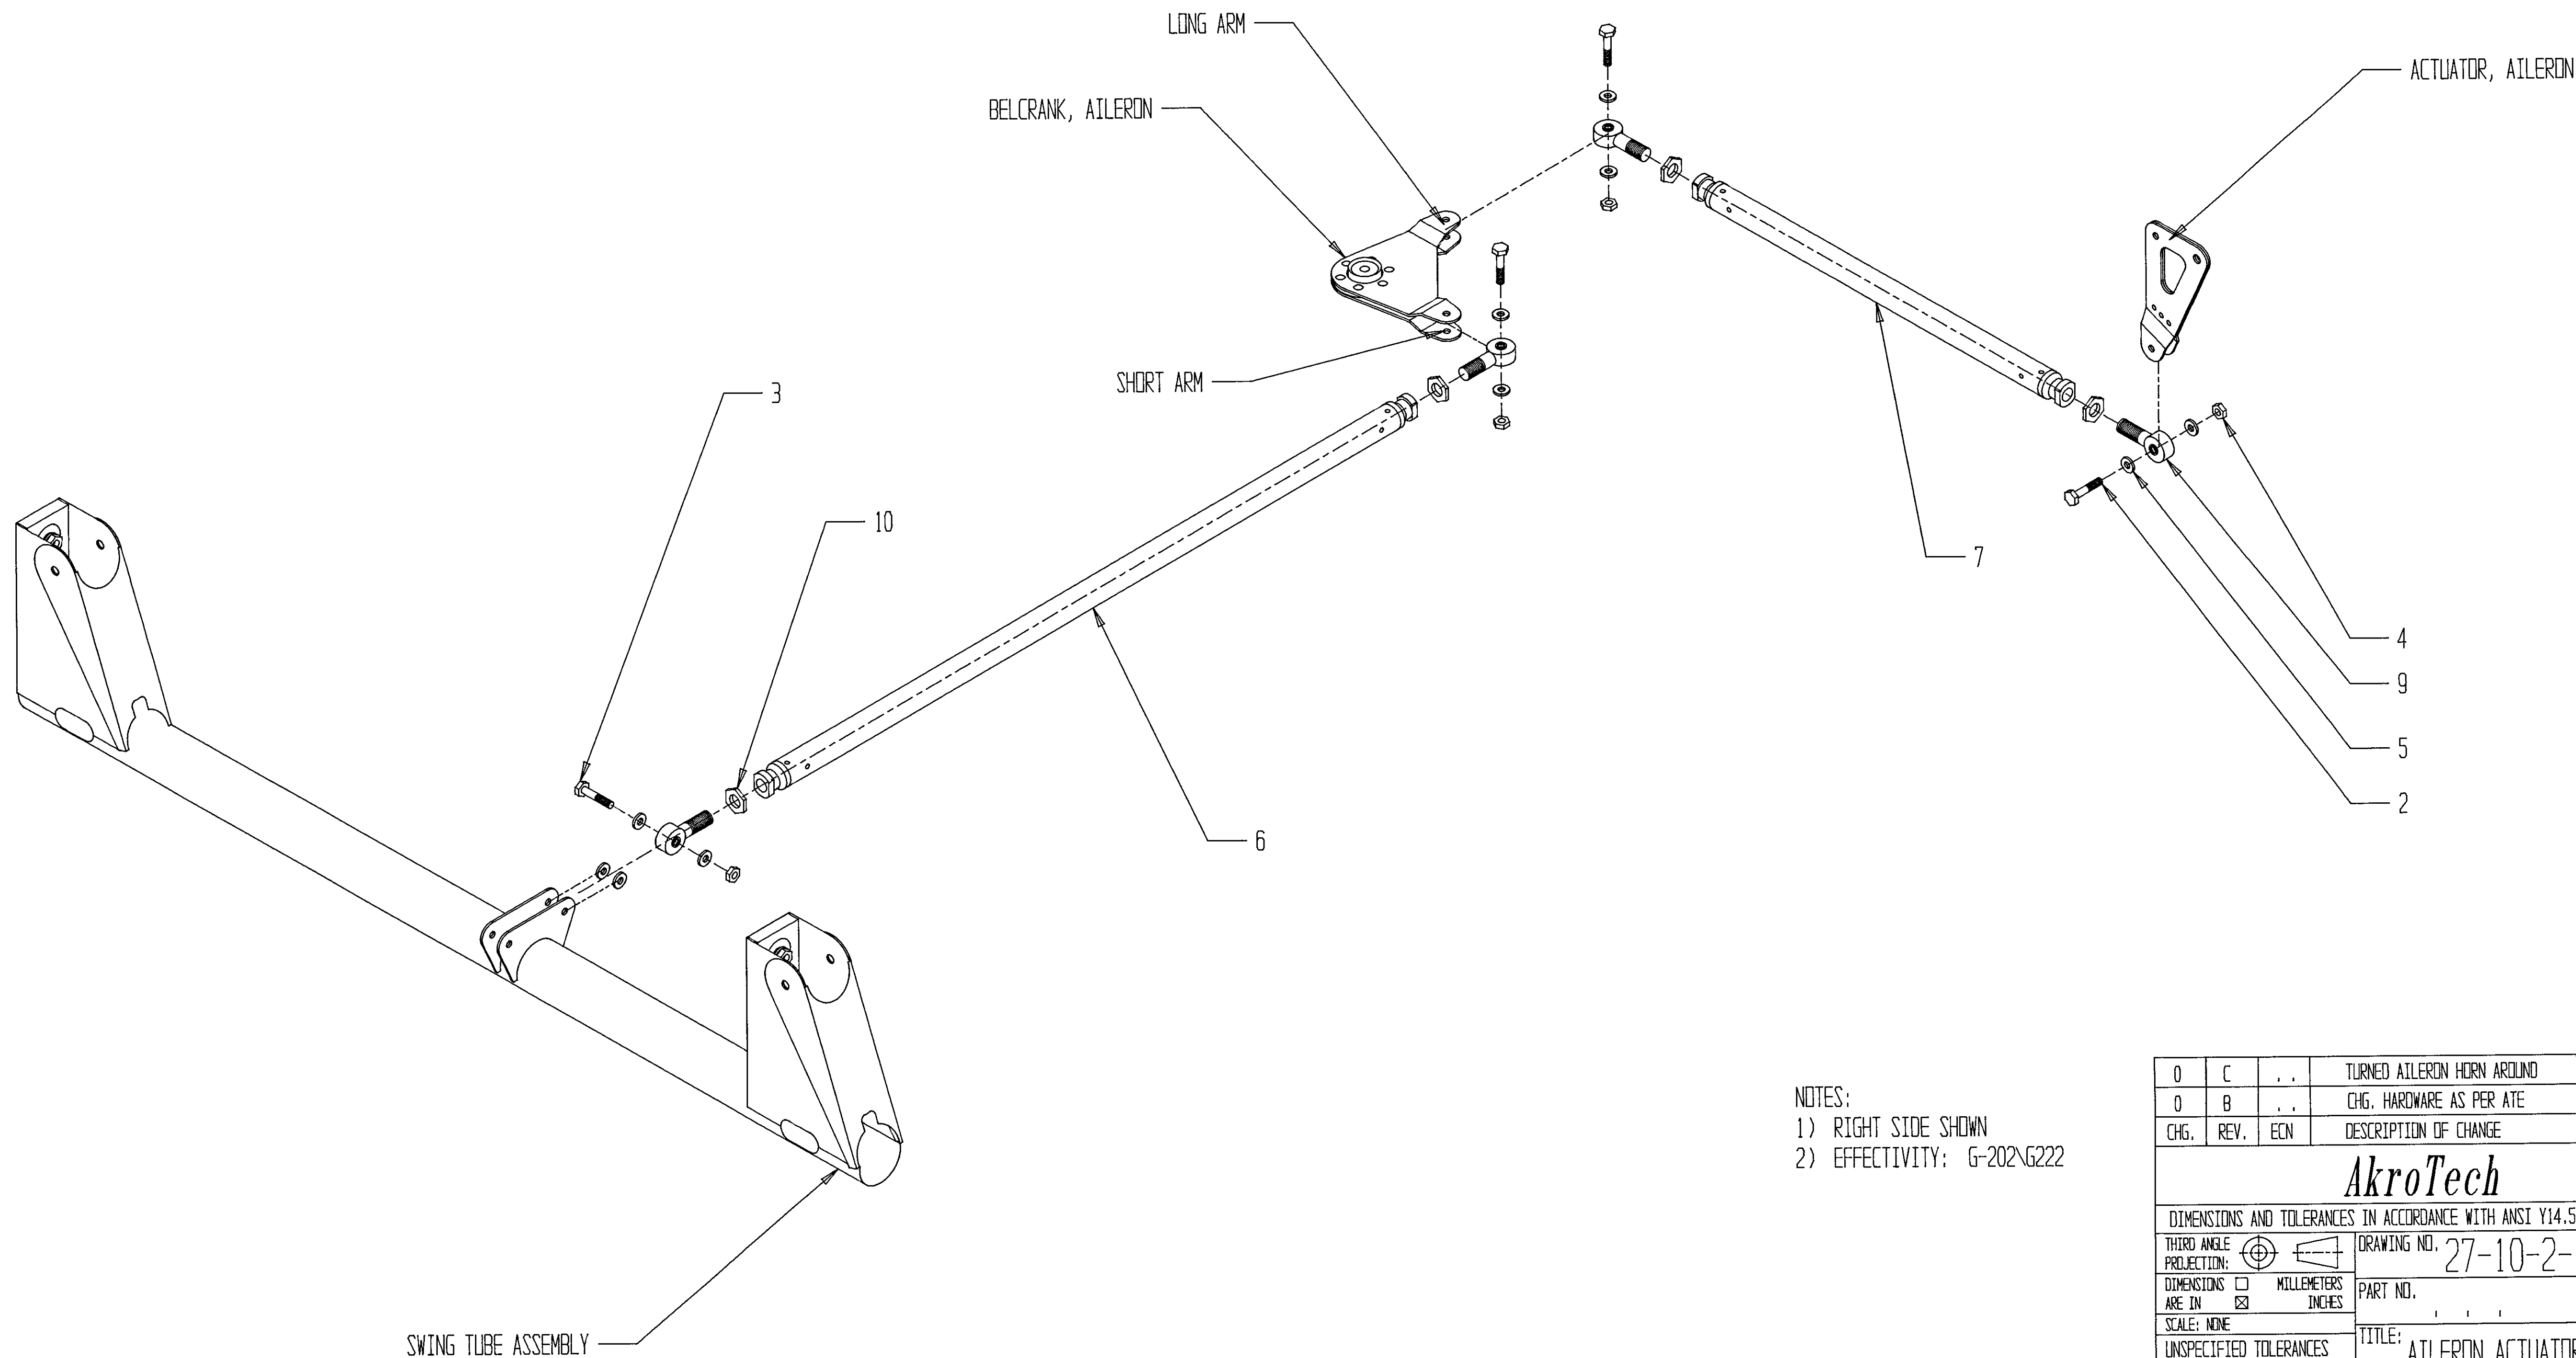 LONG ARM
BELCRANK, AILERON
ACTUATOR, AILERON
SHORT ARM
3
10
7
4
9
5
2
6
SWING TUBE ASSEMBLY
NOTES:
1) RIGHT SIDE SHOWN
2) EFFECTIVITY: G-202\G222
0 C . . TURNED AILERON HORN AROUND
0 B . . CHG. HARDWARE AS PER ATE
CHG. REV. ECN DESCRIPTION OF CHANGE
AkroTech
DIMENSIONS AND TOLERANCES IN ACCORDANCE WITH ANSI Y14.5
THIRD ANGLE
PROJECTION:
DRAWING NO. 27-10-2-
DIMENSIONS MILLEMETERS
ARE IN INCHES
PART NO.
SCALE: NONE
UNSPECIFIED TOLERANCES
TITLE: AILERON ACTUATOR